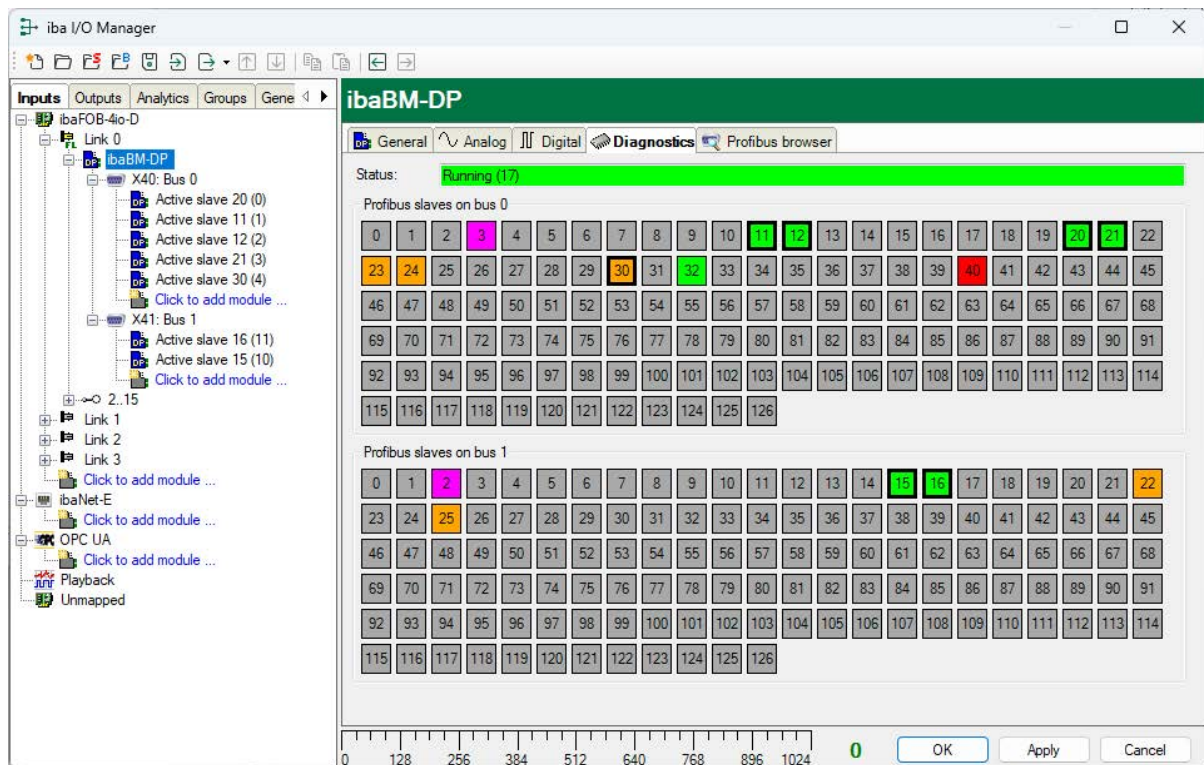 iba I/O Manager
Inputs Outputs Analytics Groups Gene
ibaFOB-4io-D
Link 0
ibaBM-DP
X40: Bus 0
Active slave 20 (0)
Active slave 11 (1)
Active slave 12 (2)
Active slave 21 (3)
Active slave 30 (4)
Click to add module ...
X41: Bus 1
Active slave 16 (11)
Active slave 15 (10)
Click to add module ...
2..15
Link 1
Link 2
Link 3
Click to add module ...
ibaNet-E
Click to add module ...
OPC UA
Click to add module ...
Playback
Unmapped
ibaBM-DP
General Analog Digital Diagnostics Profibus browser
Status: Running (17)
Profibus slaves on bus 0
0 1 2 3 4 5 6 7 8 9 10 11 12 13 14 15 16 17 18 19 20 21 22
23 24 25 26 27 28 29 30 31 32 33 34 35 36 37 38 39 40 41 42 43 44 45
46 47 48 49 50 51 52 53 54 55 56 57 58 59 60 61 62 63 64 65 66 67 68
69 70 71 72 73 74 75 76 77 78 79 80 81 82 83 84 85 86 87 88 89 90 91
92 93 94 95 96 97 98 99 100 101 102 103 104 105 106 107 108 109 110 111 112 113 114
115 116 117 118 119 120 121 122 123 124 125 126
Profibus slaves on bus 1
0 1 2 3 4 5 6 7 8 9 10 11 12 13 14 15 16 17 18 19 20 21 22
23 24 25 26 27 28 29 30 31 32 33 34 35 36 37 38 39 40 41 42 43 44 45
46 47 48 49 50 51 52 53 54 55 56 57 58 59 60 61 62 63 64 65 66 67 68
69 70 71 72 73 74 75 76 77 78 79 80 81 82 83 84 85 86 87 88 89 90 91
92 93 94 95 96 97 98 99 100 101 102 103 104 105 106 107 108 109 110 111 112 113 114
115 116 117 118 119 120 121 122 123 124 125 126
0 128 256 384 512 640 768 896 1024
0 OK Apply Cancel